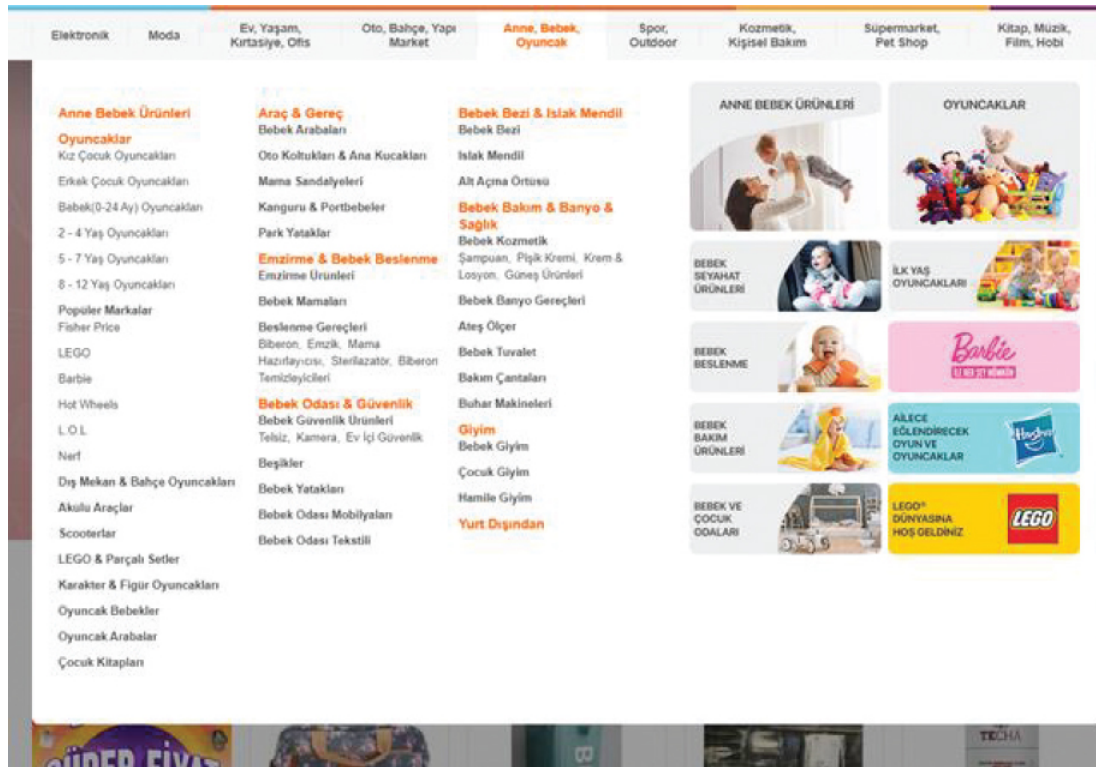 Elektronik
Moda
Ev, Yaşam,
Kırtasiye, Ofis
Oto, Bahçe, Yapı
Market
Anne, Bebek,
Oyuncak
Spor,
Outdoor
Kozmetik,
Kişisel Bakım
Süpermarket,
Pet Shop
Kitap, Müzik,
Film, Hobi
Anne Bebek Ürünleri
Oyuncaklar
Kız Çocuk Oyuncakları
Erkek Çocuk Oyuncakları
Bebek(0-24 Ay) Oyuncakları
2 - 4 Yaş Oyuncakları
5 - 7 Yaş Oyuncakları
8 - 12 Yaş Oyuncakları
Popüler Markalar
Fisher Price
LEGO
Barbie
Hot Wheels
L.O.L
Nerf
Dış Mekan & Bahçe Oyuncakları
Akülü Araçlar
Scooterlar
LEGO & Parçalı Setler
Karakter & Figür Oyuncakları
Oyuncak Bebekler
Oyuncak Arabalar
Çocuk Kitapları
Araç & Gereç
Bebek Arabaları
Oto Koltukları & Ana Kucakları
Mama Sandalyeleri
Kanguru & Portbebeler
Park Yataklar
Emzirme & Bebek Beslenme
Emzirme Ürünleri
Bebek Mamaları
Beslenme Gereçleri
Biberon, Emzik, Mama
Hazırlayıcısı, Sterilazatör, Biberon
Temizleyicileri
Bebek Odası & Güvenlik
Bebek Güvenlik Ürünleri
Telsiz, Kamera, Ev İçi Güvenlik
Beşikler
Bebek Yatakları
Bebek Odası Mobilyaları
Bebek Odası Tekstili
Bebek Bezi & Islak Mendil
Bebek Bezi
Islak Mendil
Alt Açma Örtüsü
Bebek Bakım & Banyo &
Sağlık
Bebek Kozmetik
Şampuan, Pişik Kremi, Krem &
Losyon, Güneş Ürünleri
Bebek Banyo Gereçleri
Ateş Ölçer
Bebek Tuvalet
Bakım Çantaları
Buhar Makineleri
Giyim
Bebek Giyim
Çocuk Giyim
Hamile Giyim
Yurt Dışından
ANNE BEBEK ÜRÜNLERİ
OYUNCAKLAR
BEBEK
SEYAHAT
ÜRÜNLERİ
İLK YAŞ
OYUNCAKLARI
BEBEK
BESLENME
Barbie
İLE HER ŞEY MÜMKÜN
BEBEK
BAKIM
ÜRÜNLERİ
AİLECE
EĞLENDİRECEK
OYUN VE
OYUNCAKLAR
Hasbro
BEBEK VE
ÇOCUK
ODALARI
LEGO®
DÜNYASINA
HOŞ GELDİNİZ
LEGO
SÜPER FİYAT
TECHA